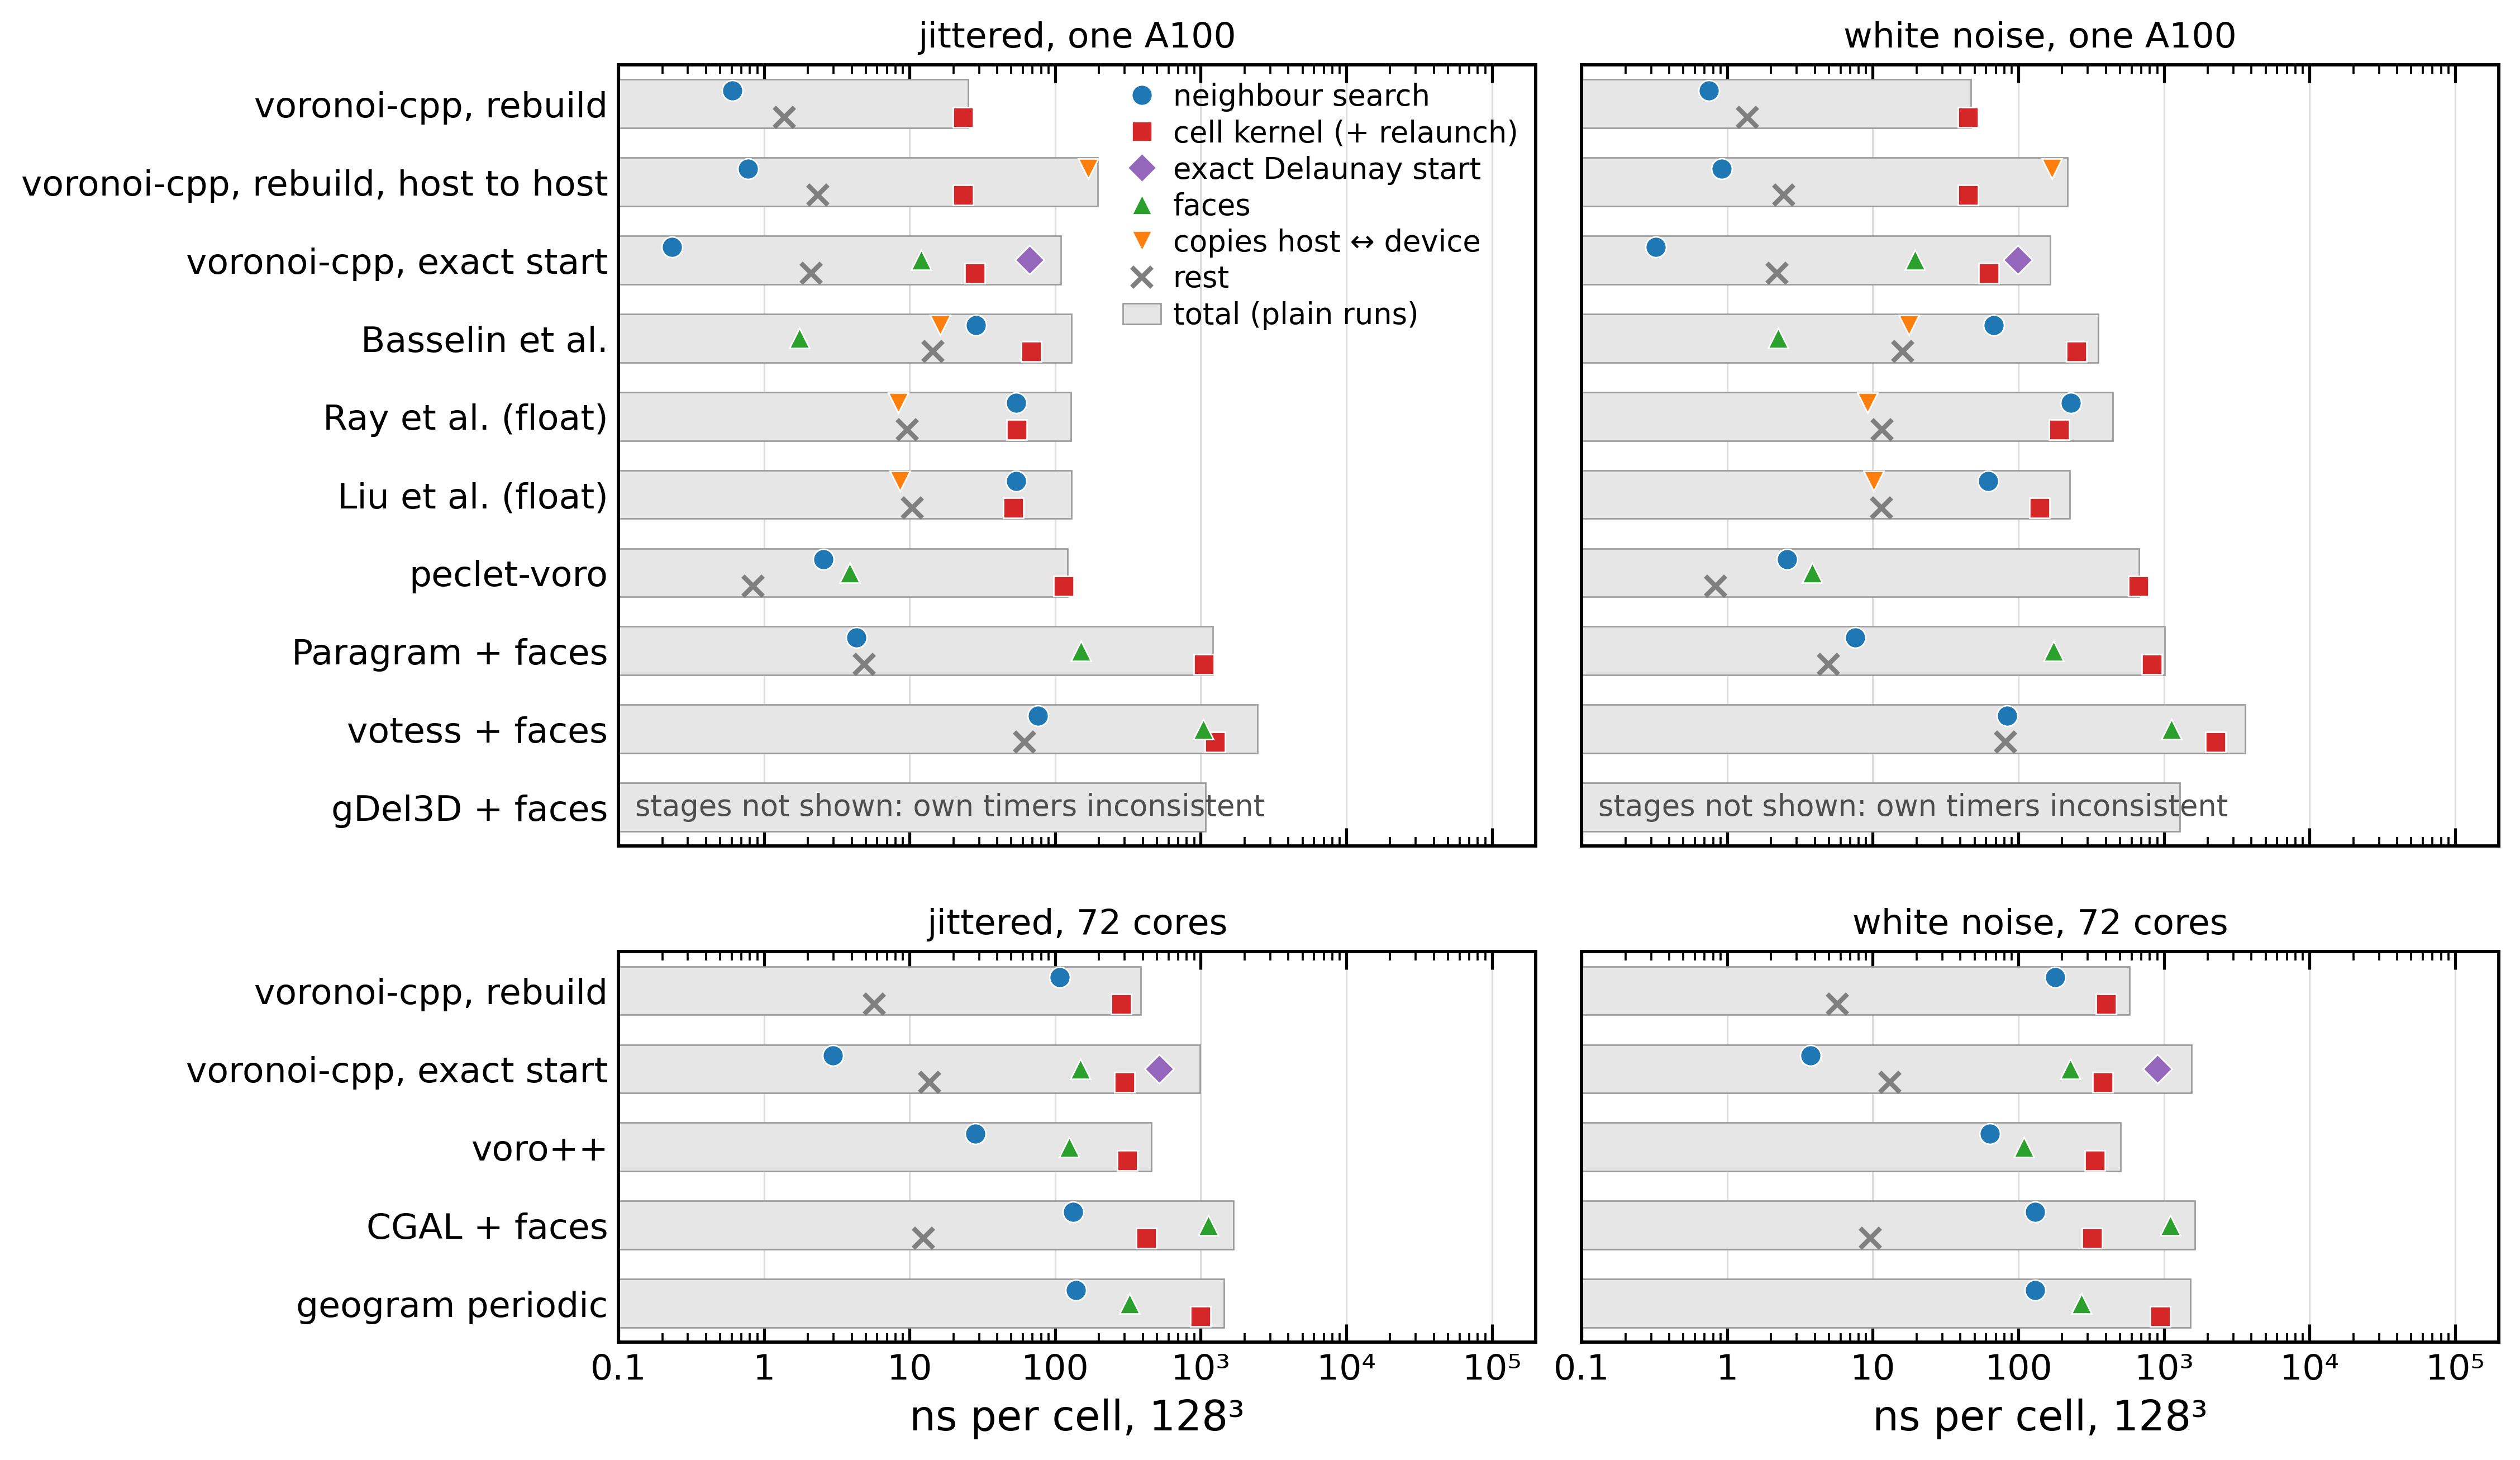 jittered, one A100
white noise, one A100
voronoi-cpp, rebuild
voronoi-cpp, rebuild, host to host
voronoi-cpp, exact start
Basselin et al.
Ray et al. (float)
Liu et al. (float)
peclet-voro
Paragram + faces
votess + faces
gDel3D + faces
neighbour search
cell kernel (+ relaunch)
exact Delaunay start
faces
copies host ↔ device
rest
total (plain runs)
stages not shown: own timers inconsistent
stages not shown: own timers inconsistent
jittered, 72 cores
white noise, 72 cores
voronoi-cpp, rebuild
voronoi-cpp, exact start
voro++
CGAL + faces
geogram periodic
0.1 1 10 100 10³ 10⁴ 10⁵
0.1 1 10 100 10³ 10⁴ 10⁵
ns per cell, 128³
ns per cell, 128³